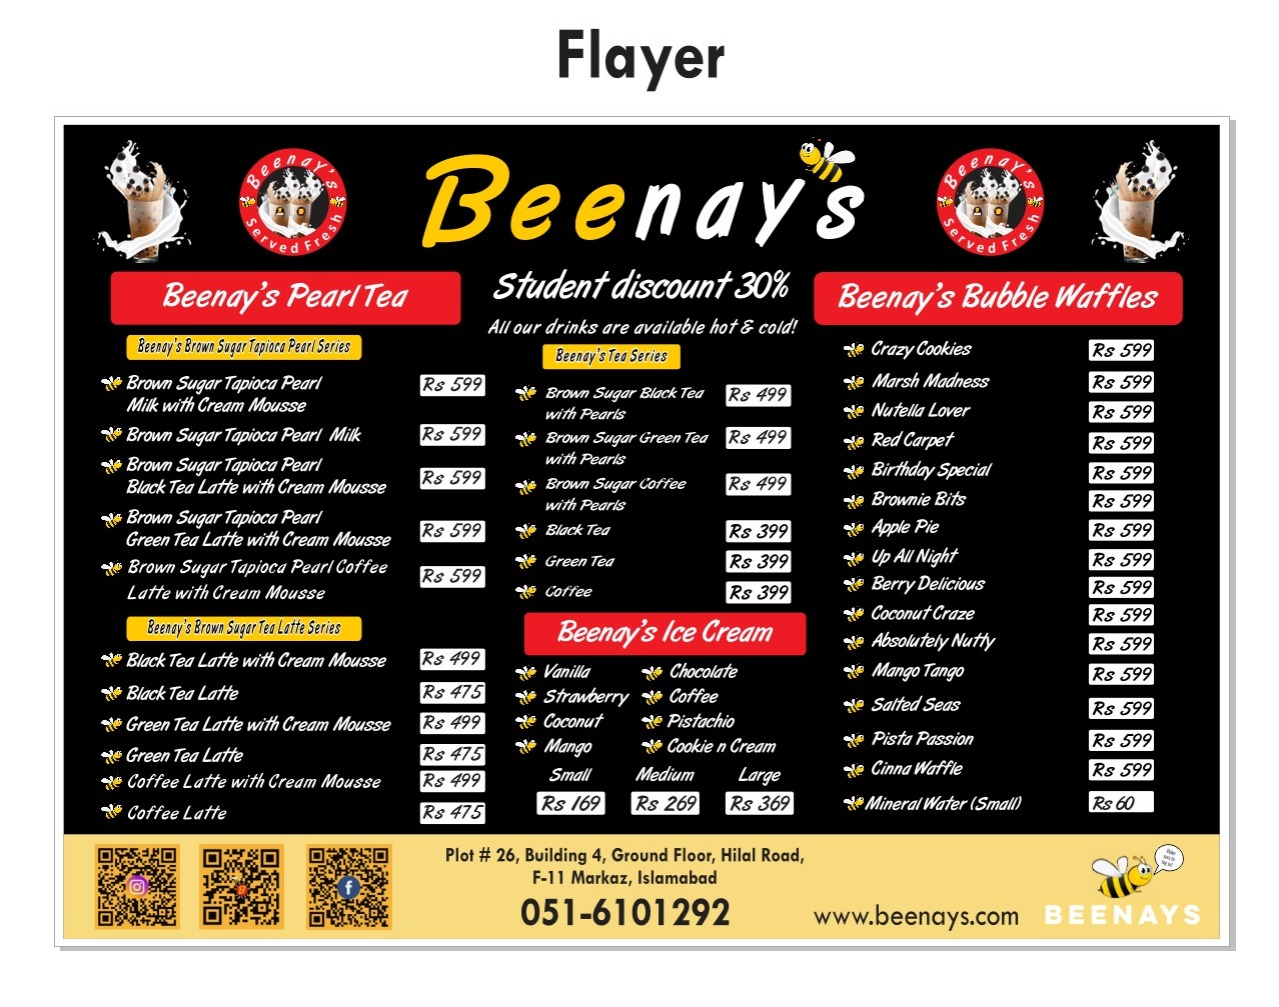 Flayer
Beenay's
Served Fresh
Beenay's
Beenay's
Served Fresh
Beenay's Pearl Tea
Beenay's Brown Sugar Tapioca Pearl Series
Brown Sugar Tapioca Pearl
Milk with Cream Mousse
Rs 599
Brown Sugar Tapioca Pearl Milk Rs 599
Brown Sugar Tapioca Pearl
Black Tea Latte with Cream Mousse
Rs 599
Brown Sugar Tapioca Pearl
Green Tea Latte with Cream Mousse
Rs 599
Brown Sugar Tapioca Pearl Coffee
Latte with Cream Mousse
Rs 599
Beenay's Brown Sugar Tea Latte Series
Black Tea Latte with Cream Mousse Rs 499
Black Tea Latte Rs 475
Green Tea Latte with Cream Mousse Rs 499
Green Tea Latte Rs 475
Coffee Latte with Cream Mousse Rs 499
Coffee Latte Rs 475
Student discount 30%
All our drinks are available hot & cold!
Beenay's Tea Series
Brown Sugar Black Tea
with Pearls
Rs 499
Brown Sugar Green Tea
with Pearls
Rs 499
Brown Sugar Coffee
with Pearls
Rs 499
Black Tea Rs 399
Green Tea Rs 399
Coffee Rs 399
Beenay's Ice Cream
Vanilla Chocolate
Strawberry Coffee
Coconut Pistachio
Mango Cookie n Cream
Small Medium Large
Rs 169 Rs 269 Rs 369
Beenay's Bubble Waffles
Crazy Cookies Rs 599
Marsh Madness Rs 599
Nutella Lover Rs 599
Red Carpet Rs 599
Birthday Special Rs 599
Brownie Bits Rs 599
Apple Pie Rs 599
Up All Night Rs 599
Berry Delicious Rs 599
Coconut Craze Rs 599
Absolutely Nutty Rs 599
Mango Tango Rs 599
Salted Seas Rs 599
Pista Passion Rs 599
Cinna Waffle Rs 599
Mineral Water (Small) Rs 60
Plot # 26, Building 4, Ground Floor, Hilal Road,
F-11 Markaz, Islamabad
051-6101292
www.beenays.com
BEENAYS